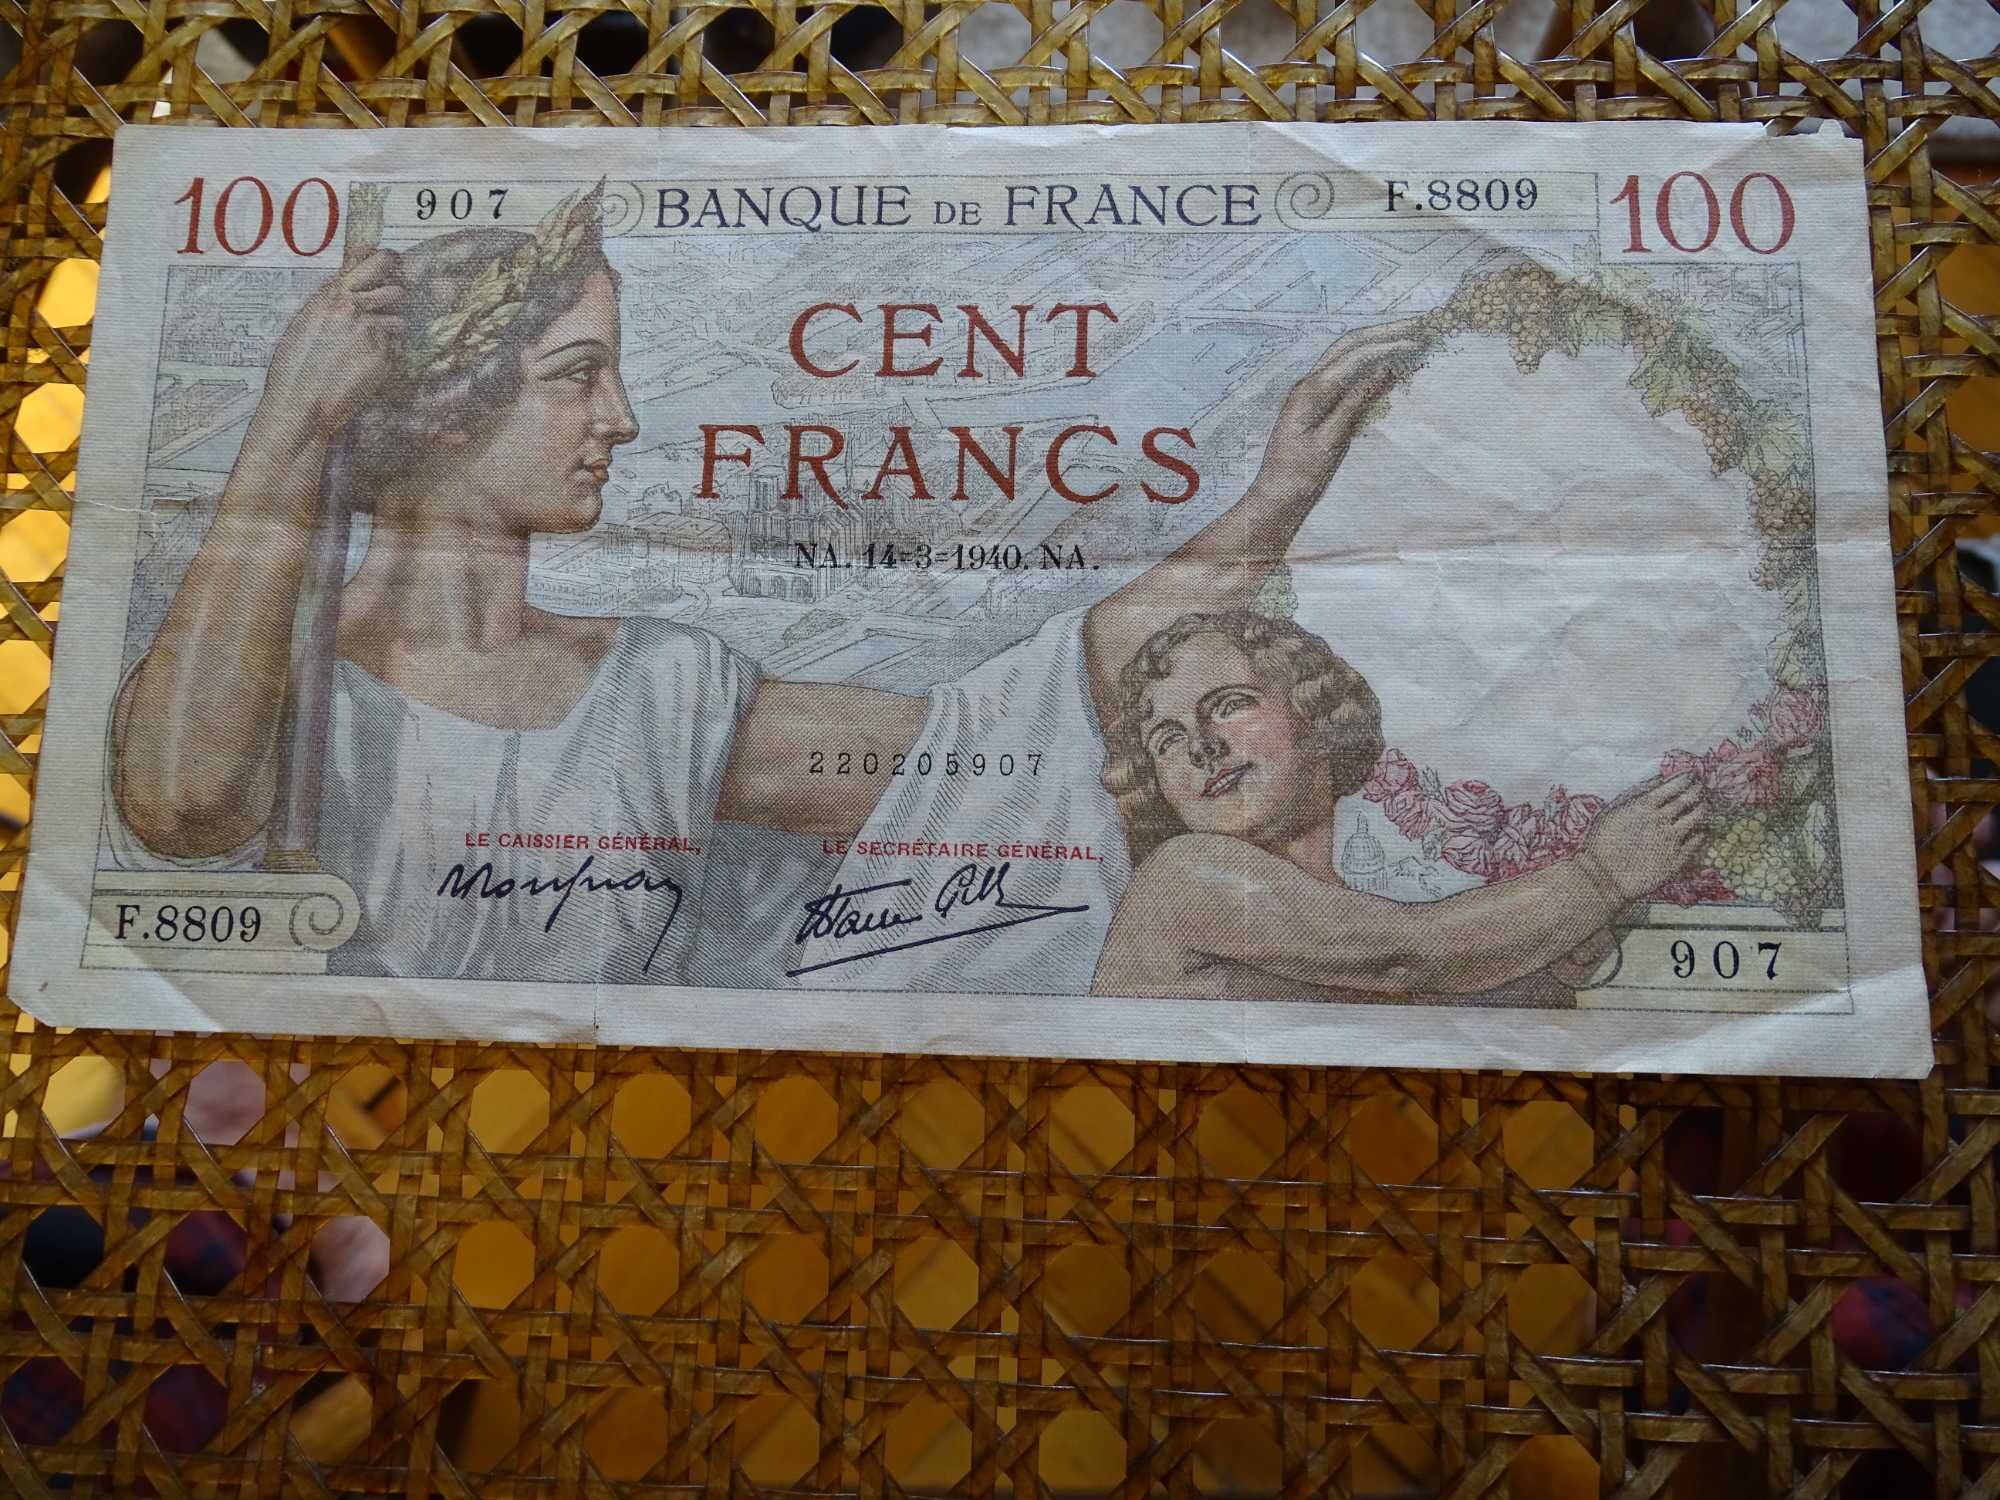 100 907 BANQUE DE FRANCE F.8809 100
CENT
FRANCS
NA. 14=3=1940. NA.
220205907
LE CAISSIER GÉNÉRAL, LE SECRÉTAIRE GÉNÉRAL,
F.8809 907